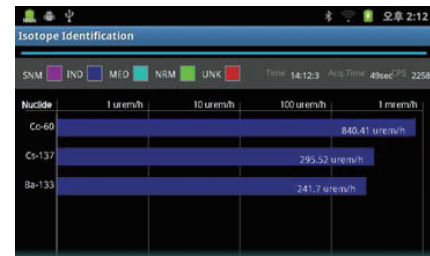 오후 2:12
Isotope Identification
SNM IND MED NRM UNK Time 14:12:3 Acq.Time 49sec CPS 2258
Nuclide 1 urem/h 10 urem/h 100 urem/h 1 mrem/h
Co-60 840.41 urem/h
Cs-137 295.52 urem/h
Ba-133 241.7 urem/h